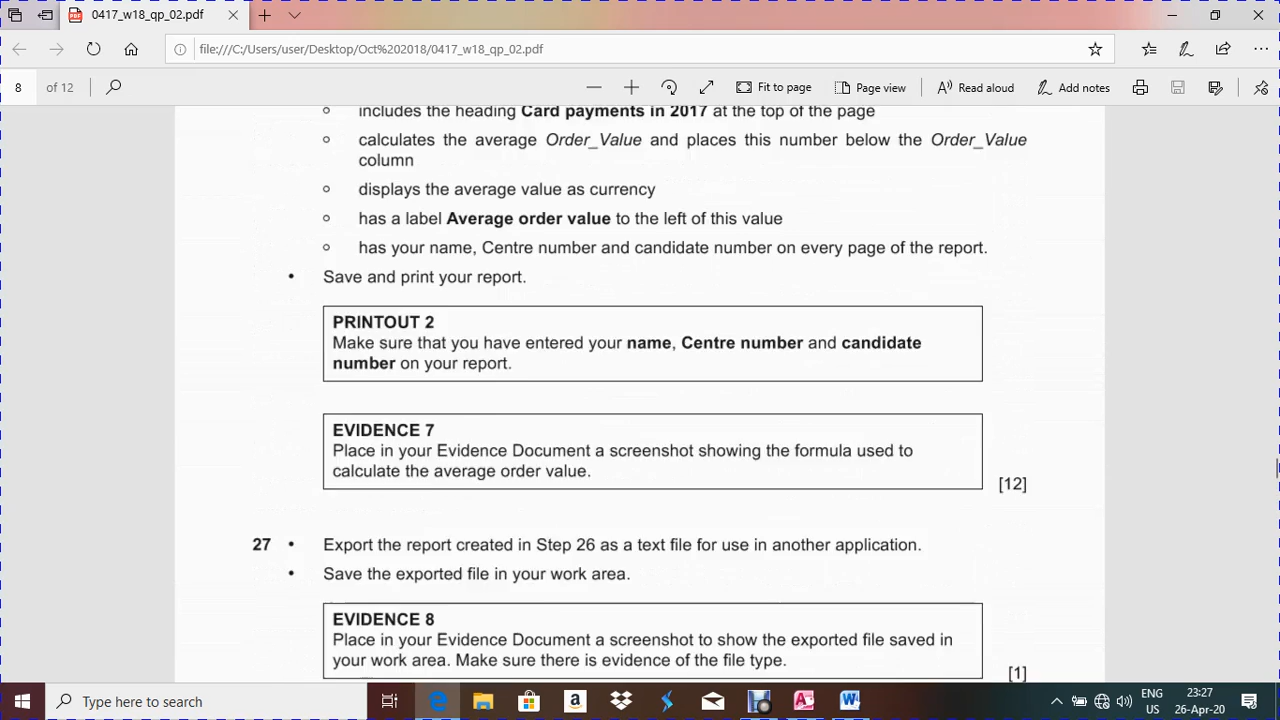 0417_w18_qp_02.pdf
file:///C:/Users/user/Desktop/Oct%202018/0417_w18_qp_02.pdf
8 of 12
Fit to page
Page view
Read aloud
Add notes
○ includes the heading Card payments in 2017 at the top of the page
○ calculates the average Order_Value and places this number below the Order_Value
column
○ displays the average value as currency
○ has a label Average order value to the left of this value
○ has your name, Centre number and candidate number on every page of the report.
• Save and print your report.
PRINTOUT 2
Make sure that you have entered your name, Centre number and candidate
number on your report.
EVIDENCE 7
Place in your Evidence Document a screenshot showing the formula used to
calculate the average order value.
[12]
27 • Export the report created in Step 26 as a text file for use in another application.
• Save the exported file in your work area.
EVIDENCE 8
Place in your Evidence Document a screenshot to show the exported file saved in
your work area. Make sure there is evidence of the file type.
[1]
Type here to search
ENG
US
23:27
26-Apr-20